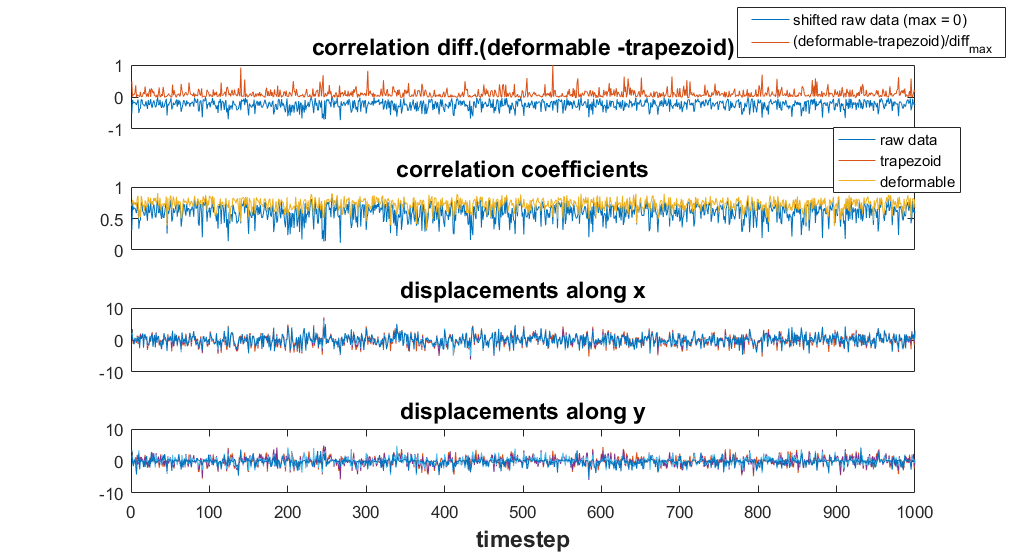 shifted raw data (max = 0)
(deformable-trapezoid)/diff_max
correlation diff.(deformable -trapezoid)
1
0
-1
raw data
trapezoid
deformable
correlation coefficients
1
0.5
0
displacements along x
10
0
-10
displacements along y
10
0
-10
0 100 200 300 400 500 600 700 800 900 1000
timestep